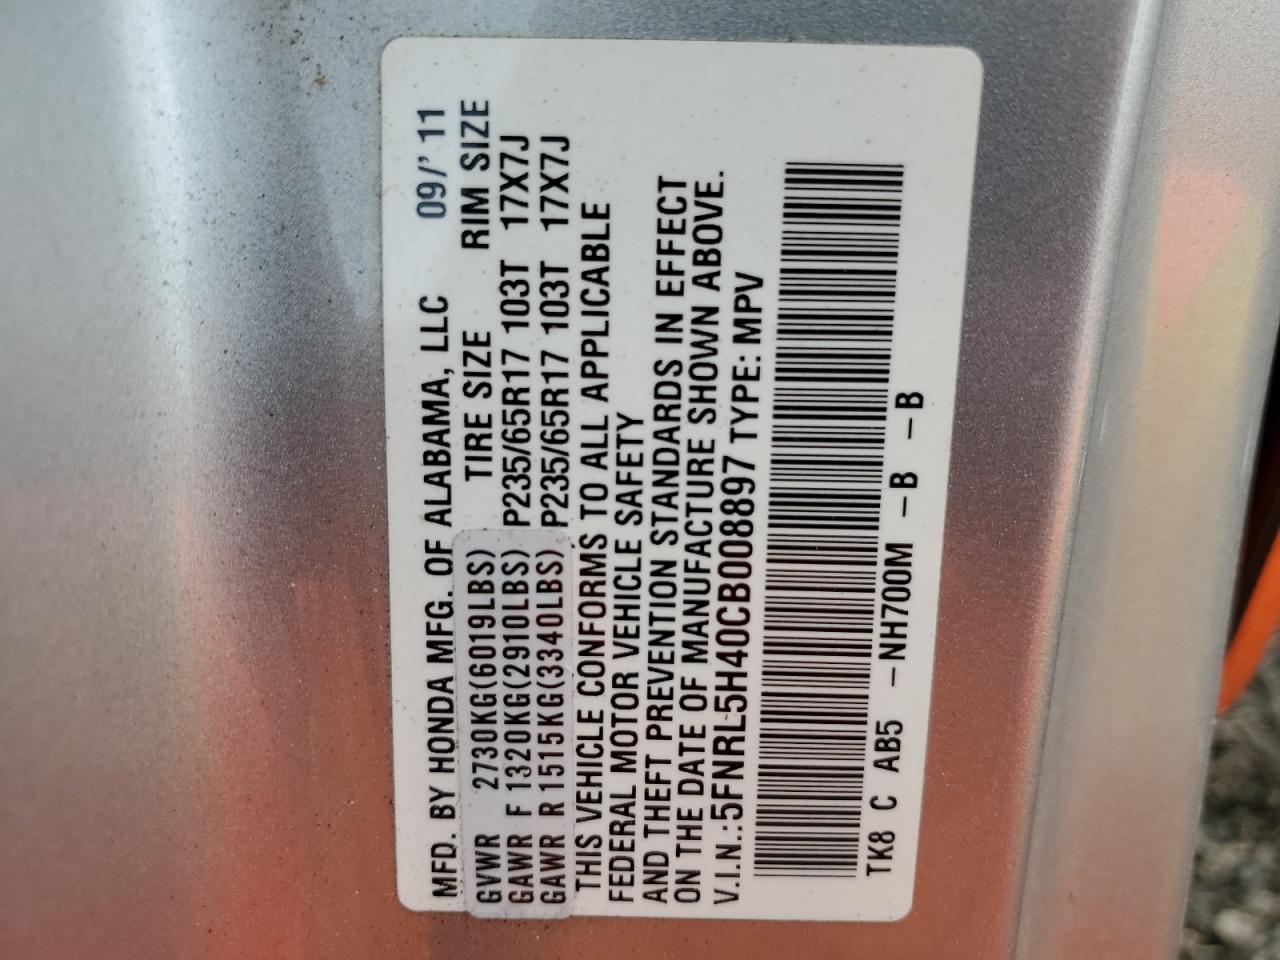 MFD. BY HONDA MFG. OF ALABAMA, LLC 09/' 11
TIRE SIZE RIM SIZE
GVWR 2730KG(6019LBS)
GAWR F 1320KG(2910LBS) P235/65R17 103T 17X7J
GAWR R 1515KG(3340LBS) P235/65R17 103T 17X7J
THIS VEHICLE CONFORMS TO ALL APPLICABLE
FEDERAL MOTOR VEHICLE SAFETY
AND THEFT PREVENTION STANDARDS IN EFFECT
ON THE DATE OF MANUFACTURE SHOWN ABOVE.
V.I.N.:5FNRL5H40CB008897 TYPE: MPV
TK8 C AB5 -NH700M -B -B